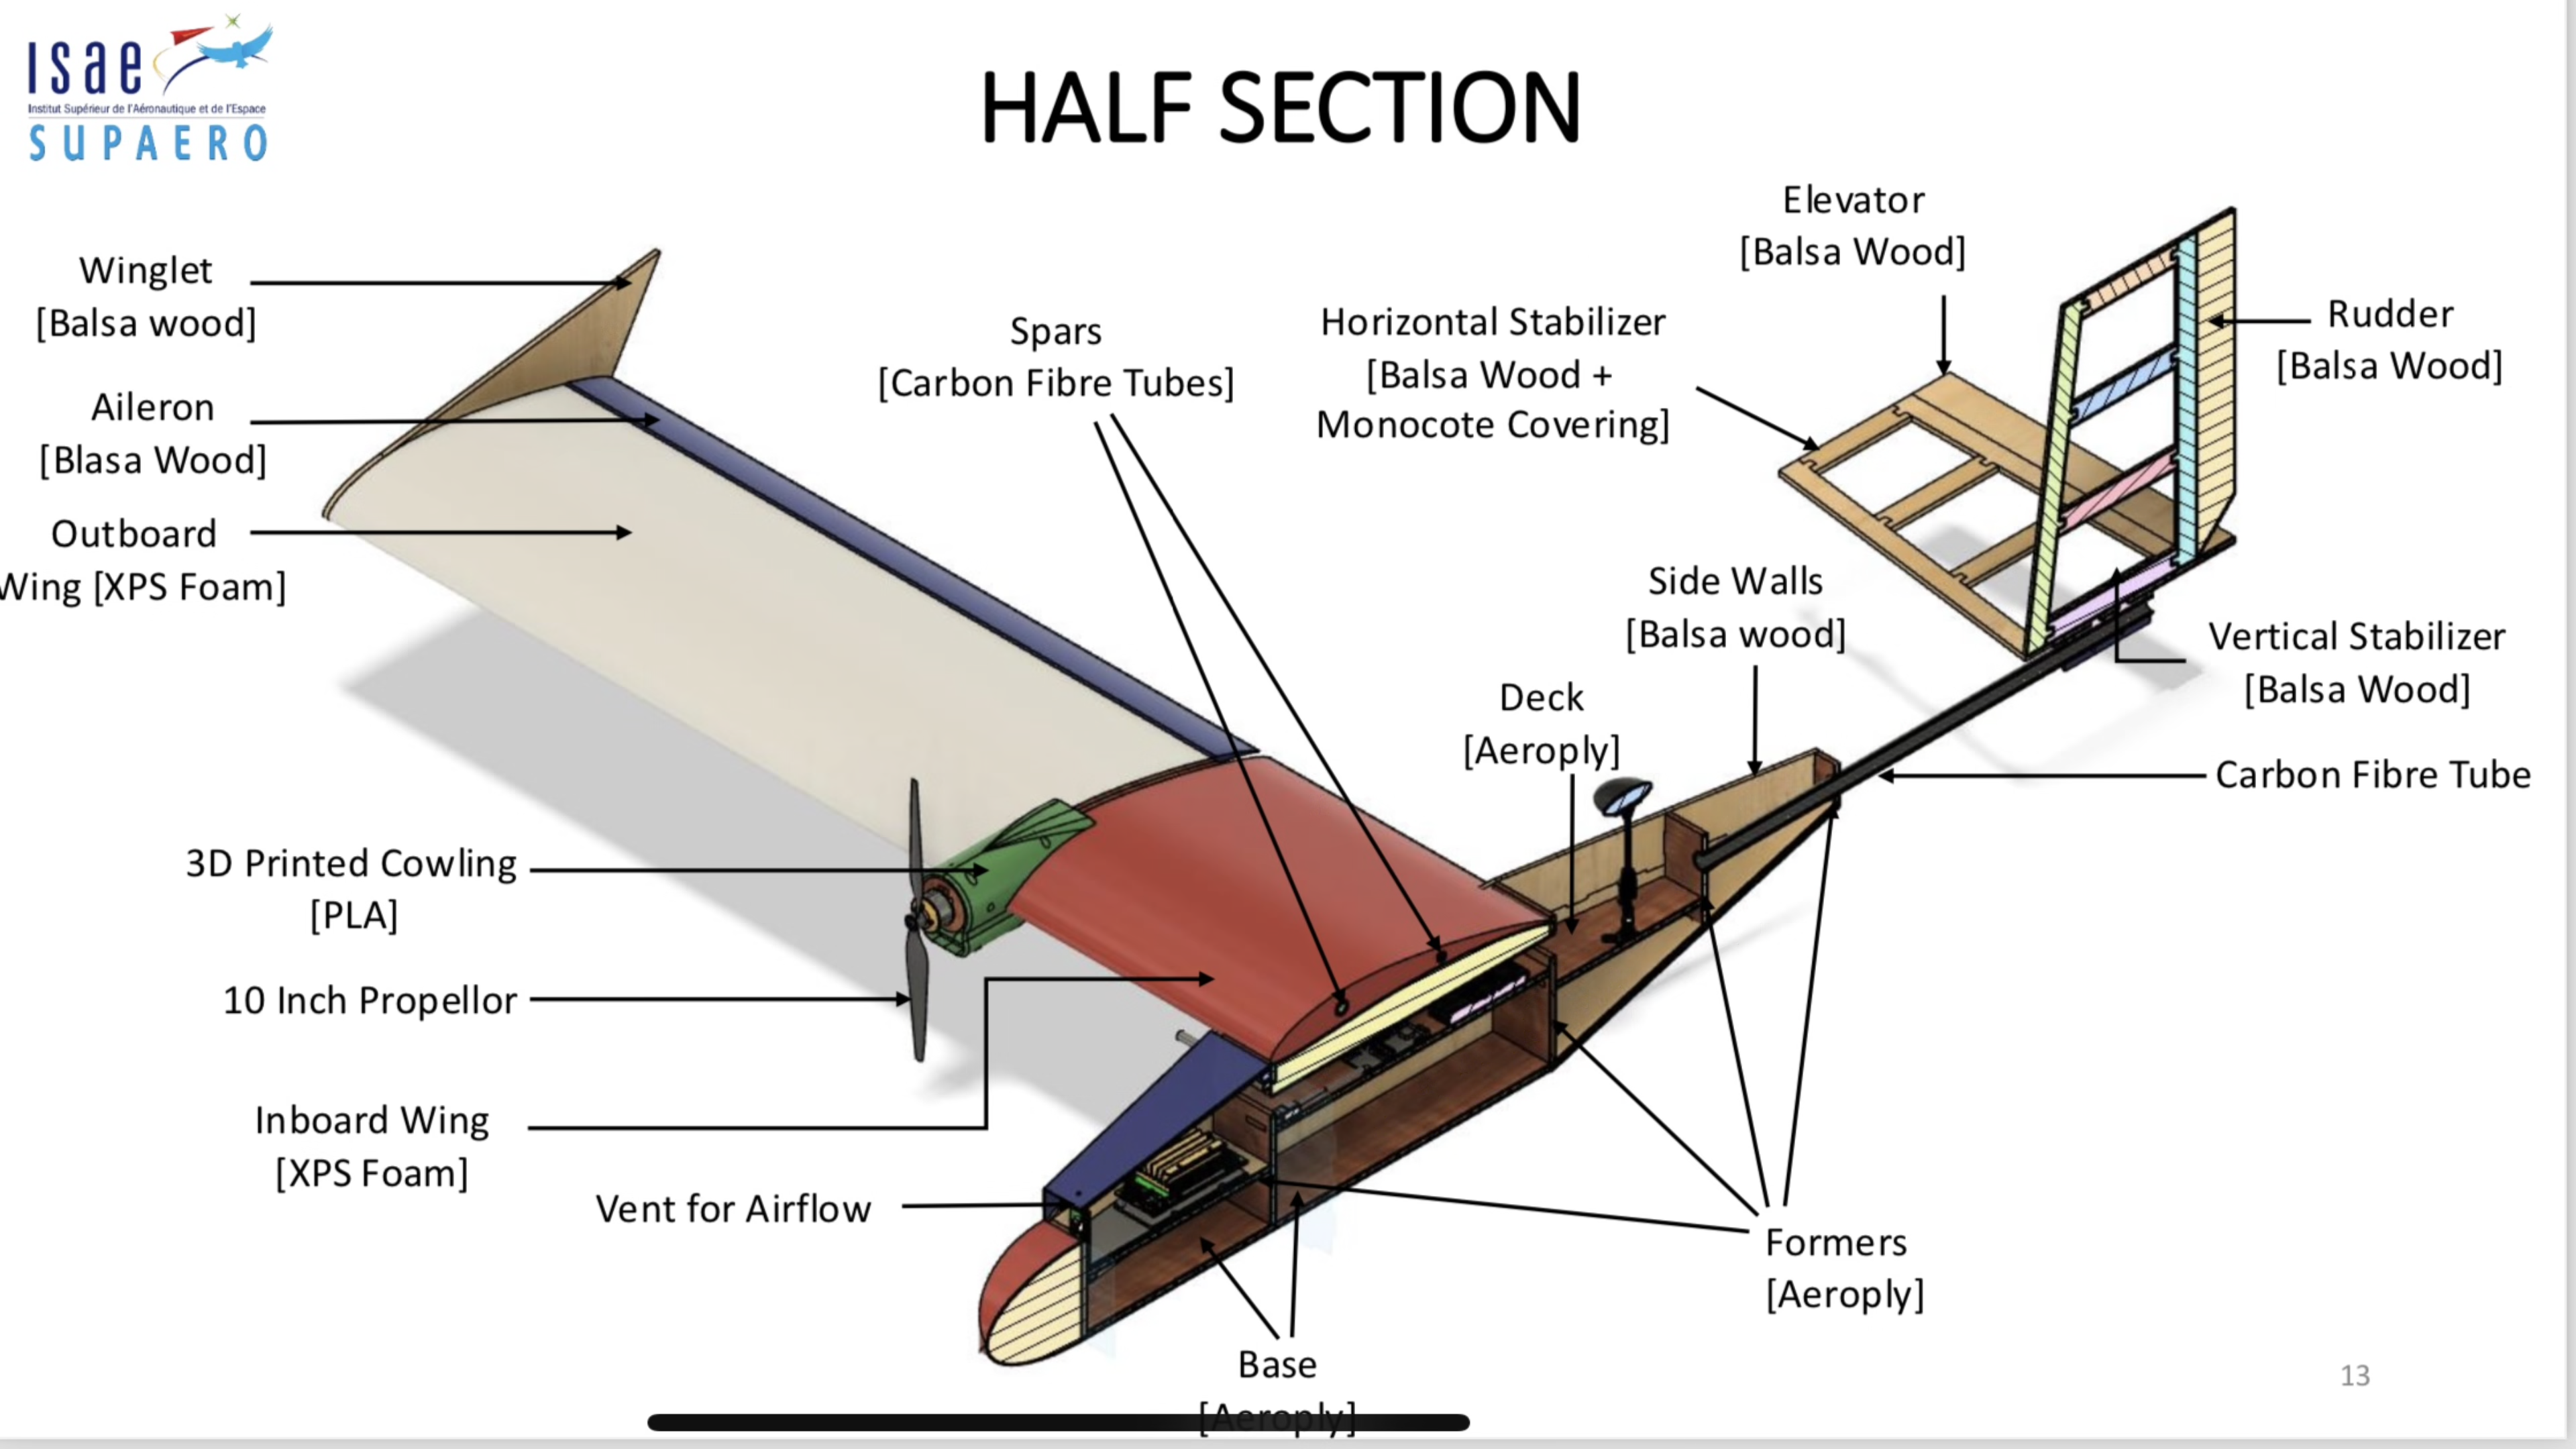 isae
Institut Supérieur de l'Aéronautique et de l'Espace
SUPAERO
HALF SECTION
Winglet
[Balsa wood]
Aileron
[Blasa Wood]
Outboard
Wing [XPS Foam]
Spars
[Carbon Fibre Tubes]
Horizontal Stabilizer
[Balsa Wood +
Monocote Covering]
Elevator
[Balsa Wood]
Rudder
[Balsa Wood]
Side Walls
[Balsa wood]
Deck
[Aeroply]
Vertical Stabilizer
[Balsa Wood]
Carbon Fibre Tube
3D Printed Cowling
[PLA]
10 Inch Propellor
Inboard Wing
[XPS Foam]
Vent for Airflow
Formers
[Aeroply]
Base
[Aeroply]
13